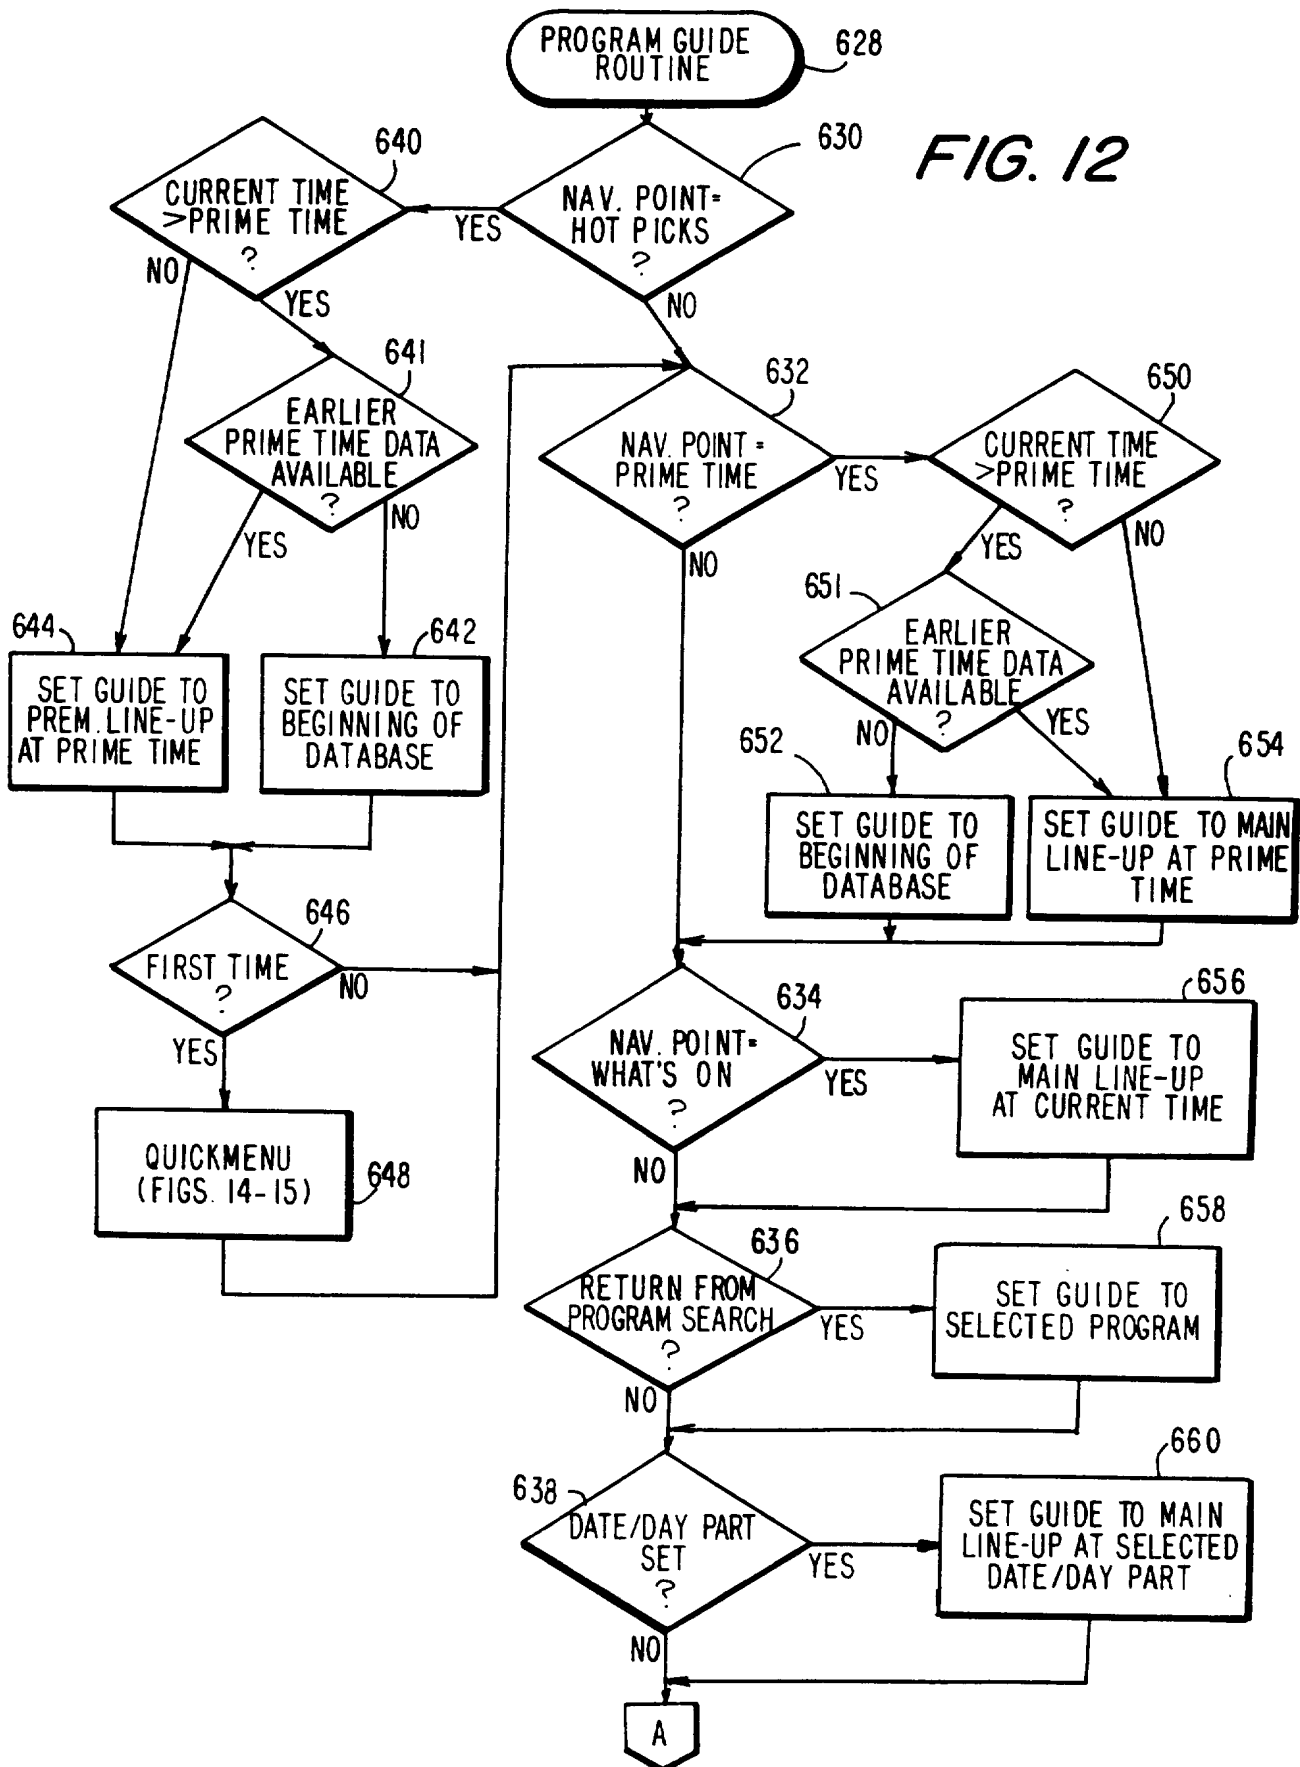 PROGRAM GUIDE
ROUTINE
628
FIG. 12
640
CURRENT TIME
>PRIME TIME
?
630
NAV. POINT=
HOT PICKS
?
YES
NO
YES
NO
641
EARLIER
PRIME TIME DATA
AVAILABLE
?
YES
NO
632
NAV. POINT =
PRIME TIME
?
YES
NO
650
CURRENT TIME
>PRIME TIME
?
YES
NO
651
EARLIER
PRIME TIME DATA
AVAILABLE
?
NO
YES
644
SET GUIDE TO
PREM. LINE-UP
AT PRIME TIME
642
SET GUIDE TO
BEGINNING OF
DATABASE
652
SET GUIDE TO
BEGINNING OF
DATABASE
654
SET GUIDE TO MAIN
LINE-UP AT PRIME
TIME
646
FIRST TIME
?
NO
YES
QUICKMENU
(FIGS. 14-15)
648
634
NAV. POINT=
WHAT'S ON
?
YES
NO
656
SET GUIDE TO
MAIN LINE-UP
AT CURRENT TIME
636
RETURN FROM
PROGRAM SEARCH
?
YES
NO
658
SET GUIDE TO
SELECTED PROGRAM
638
DATE/DAY PART
SET
?
YES
NO
660
SET GUIDE TO MAIN
LINE-UP AT SELECTED
DATE/DAY PART
A